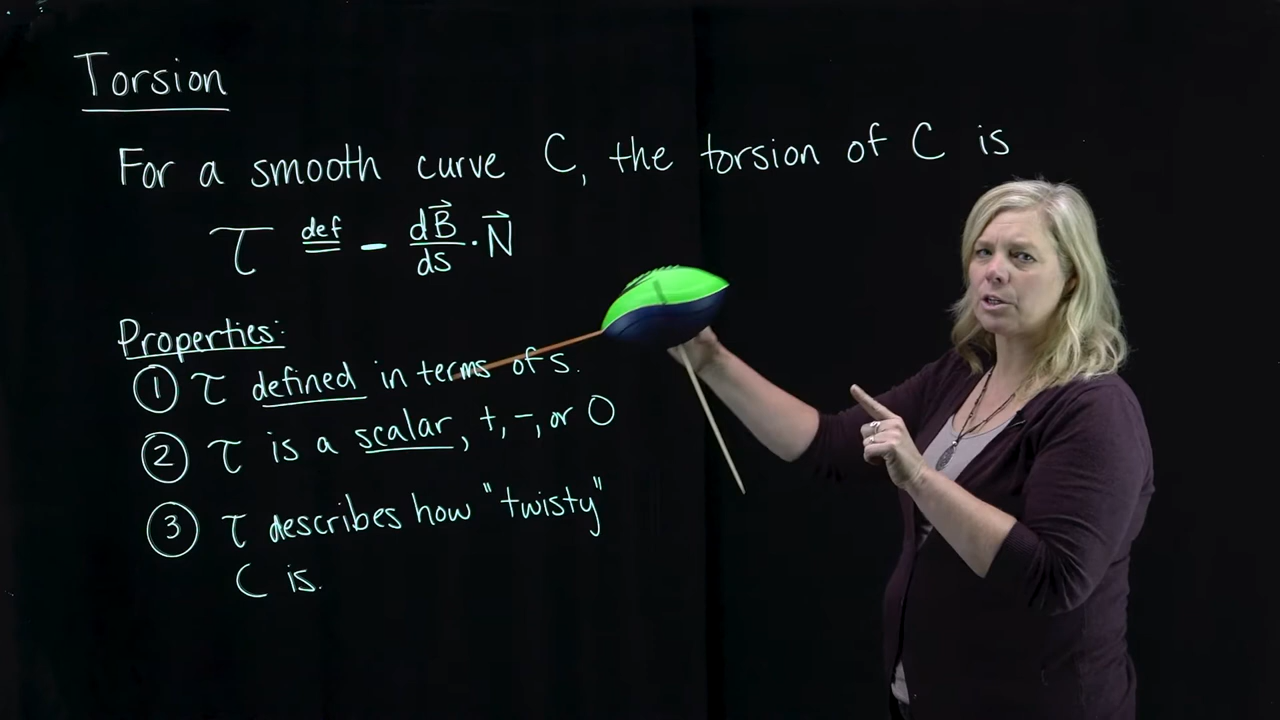 Torsion
For a smooth curve C, the torsion of C is
τ def= - dB⃗/ds · N⃗
Properties:
① τ defined in terms of s.
② τ is a scalar, +, -, or 0
③ τ describes how "twisty"
C is.